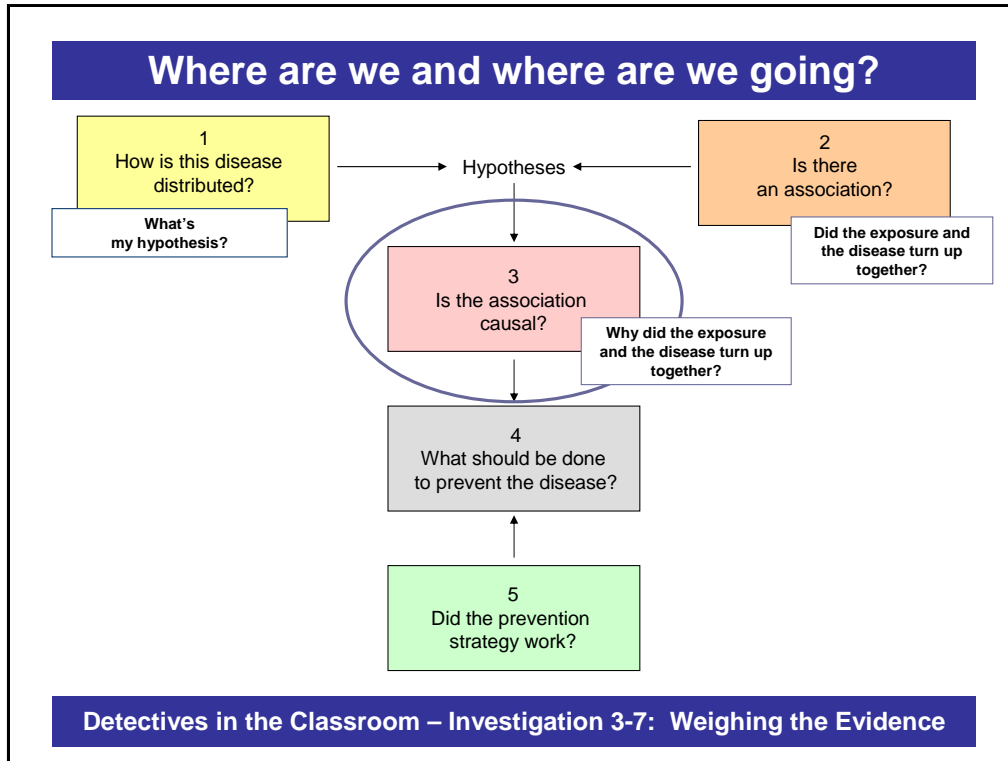 Where are we and where are we going?
1
How is this disease
distributed?
What's
my hypothesis?
Hypotheses
2
Is there
an association?
Did the exposure and
the disease turn up
together?
3
Is the association
causal?
Why did the exposure
and the disease turn up
together?
4
What should be done
to prevent the disease?
5
Did the prevention
strategy work?
Detectives in the Classroom – Investigation 3-7:  Weighing the Evidence